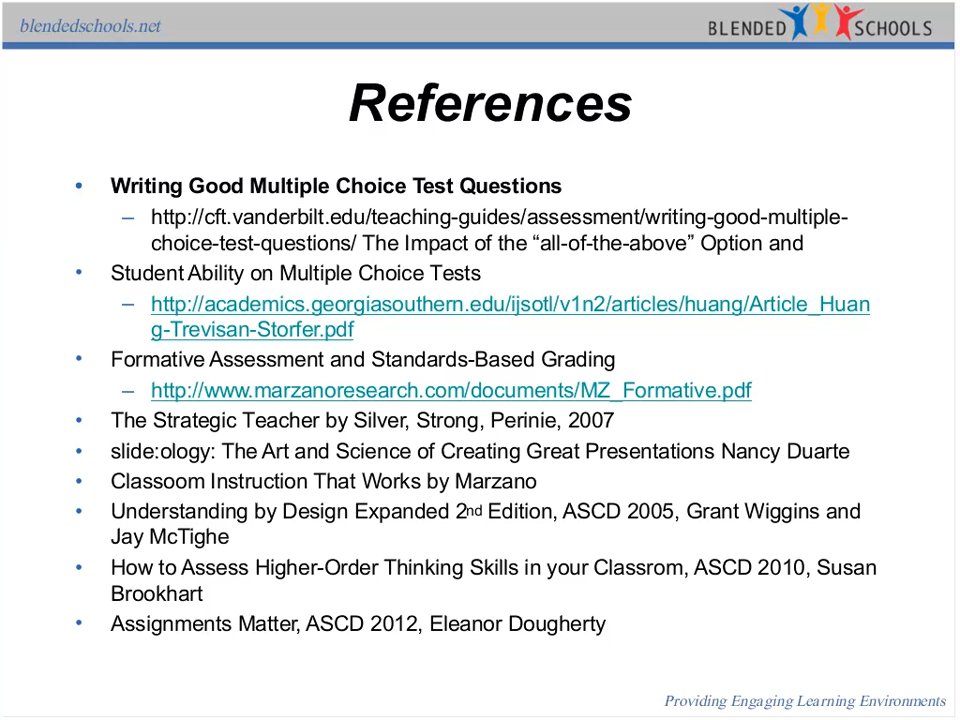 blendedschools.net
BLENDED SCHOOLS
References
• Writing Good Multiple Choice Test Questions
– http://cft.vanderbilt.edu/teaching-guides/assessment/writing-good-multiple-
choice-test-questions/ The Impact of the “all-of-the-above” Option and
• Student Ability on Multiple Choice Tests
– http://academics.georgiasouthern.edu/ijsotl/v1n2/articles/huang/Article_Huan
g-Trevisan-Storfer.pdf
• Formative Assessment and Standards-Based Grading
– http://www.marzanoresearch.com/documents/MZ_Formative.pdf
• The Strategic Teacher by Silver, Strong, Perinie, 2007
• slide:ology: The Art and Science of Creating Great Presentations Nancy Duarte
• Classoom Instruction That Works by Marzano
• Understanding by Design Expanded 2nd Edition, ASCD 2005, Grant Wiggins and
Jay McTighe
• How to Assess Higher-Order Thinking Skills in your Classrom, ASCD 2010, Susan
Brookhart
• Assignments Matter, ASCD 2012, Eleanor Dougherty
Providing Engaging Learning Environments